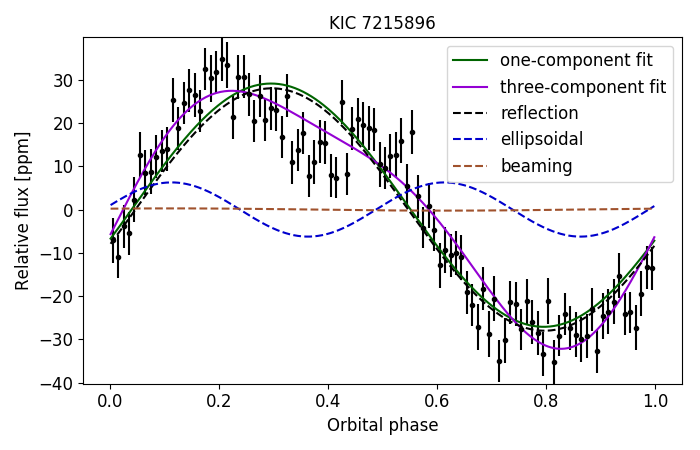 KIC 7215896
one-component fit
three-component fit
reflection
ellipsoidal
beaming
Relative flux [ppm]
30
20
10
0
−10
−20
−30
−40
0.0 0.2 0.4 0.6 0.8 1.0
Orbital phase